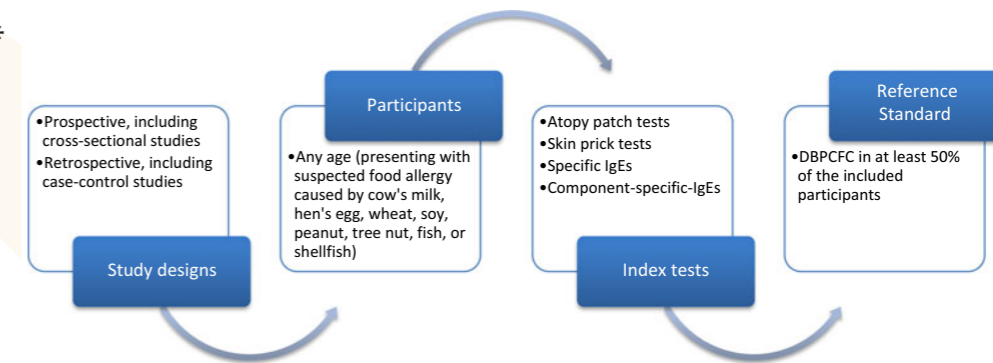 •Prospective, including
cross-sectional studies
•Retrospective, including
case-control studies
Study designs
Participants
•Any age (presenting with
suspected food allergy
caused by cow's milk,
hen's egg, wheat, soy,
peanut, tree nut, fish, or
shellfish)
•Atopy patch tests
•Skin prick tests
•Specific IgEs
•Component-specific-IgEs
Index tests
Reference
Standard
•DBPCFC in at least 50%
of the included
participants